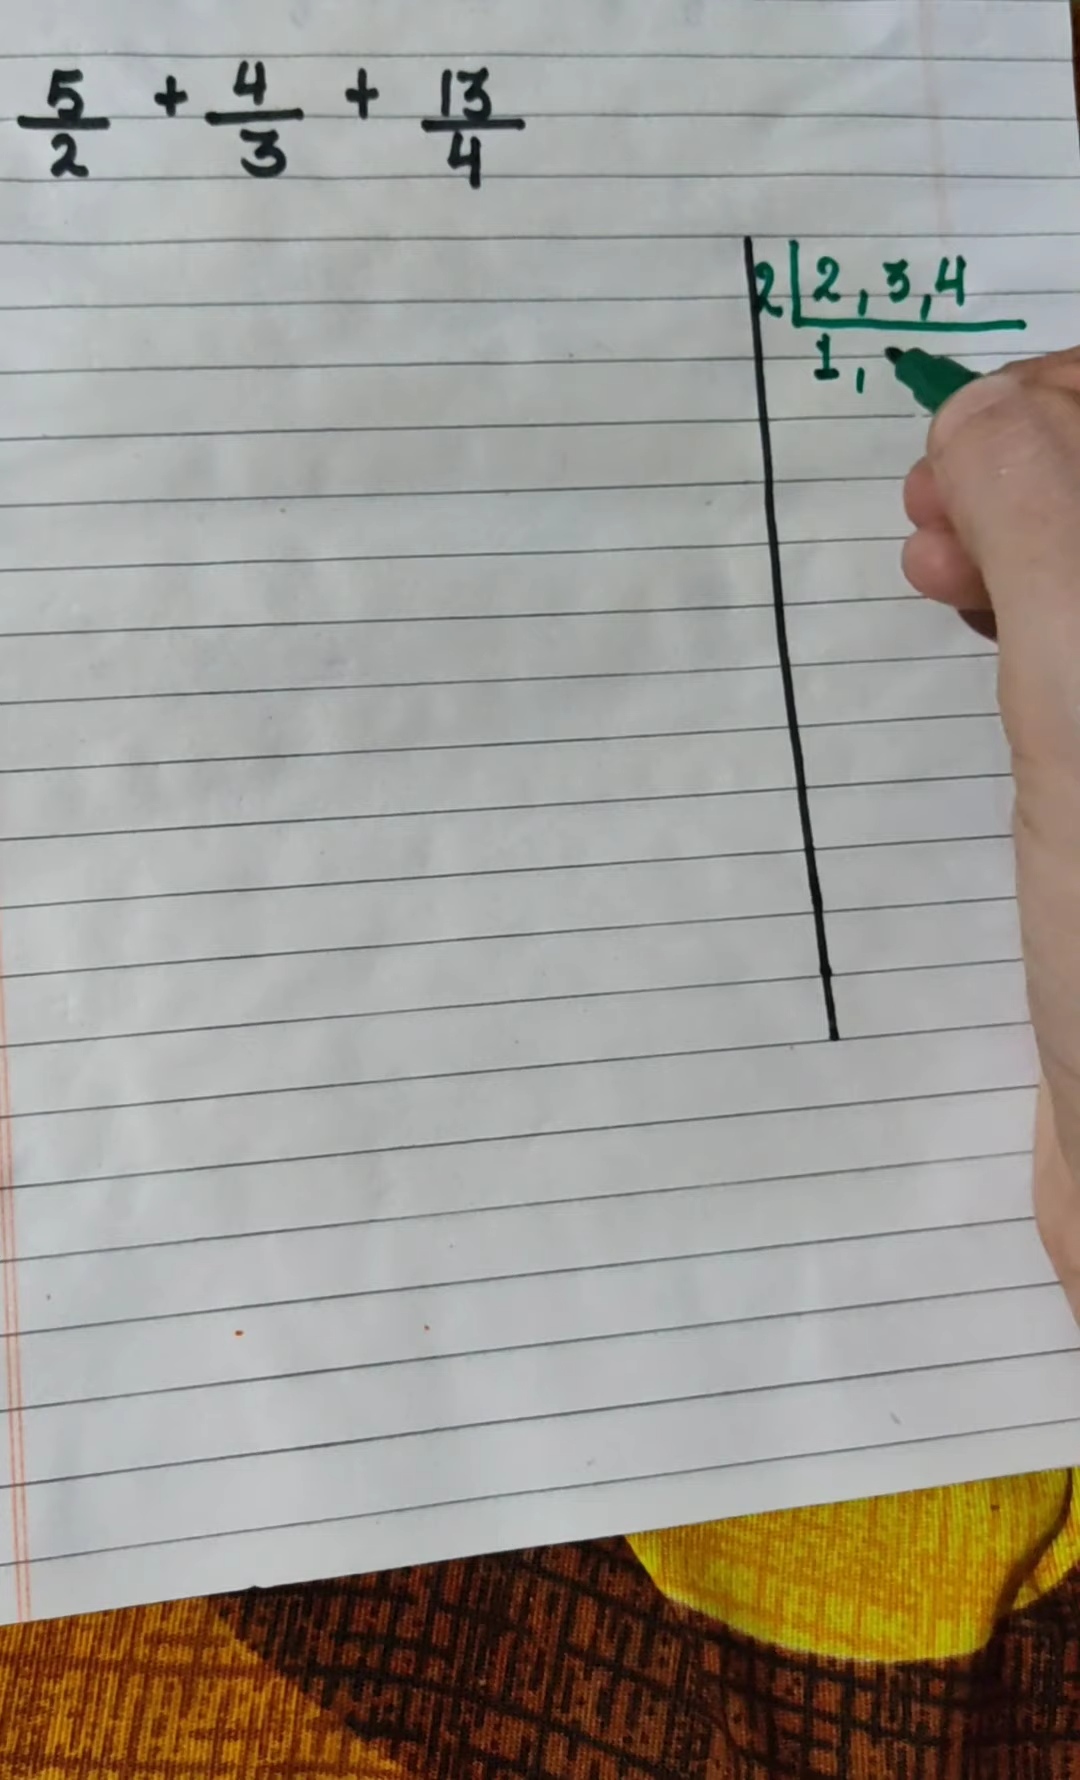 5/2 + 4/3 + 13/4
2 | 2, 3, 4
1,